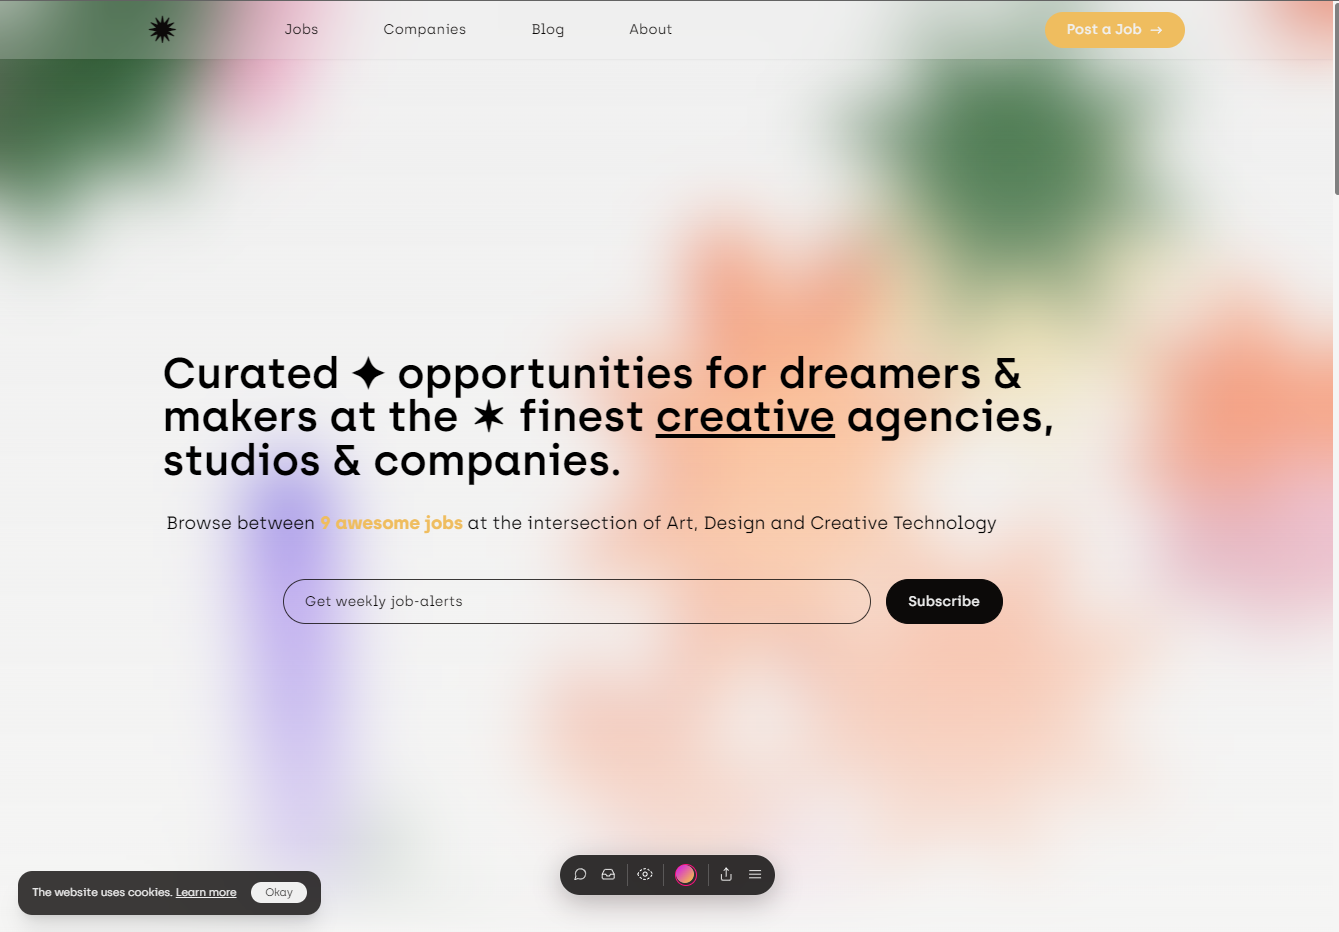 Jobs
Companies
Blog
About
Post a Job →
Curated ✦ opportunities for dreamers &
makers at the ✶ finest creative agencies,
studios & companies.
Browse between 9 awesome jobs at the intersection of Art, Design and Creative Technology
Get weekly job-alerts
Subscribe
The website uses cookies. Learn more
Okay